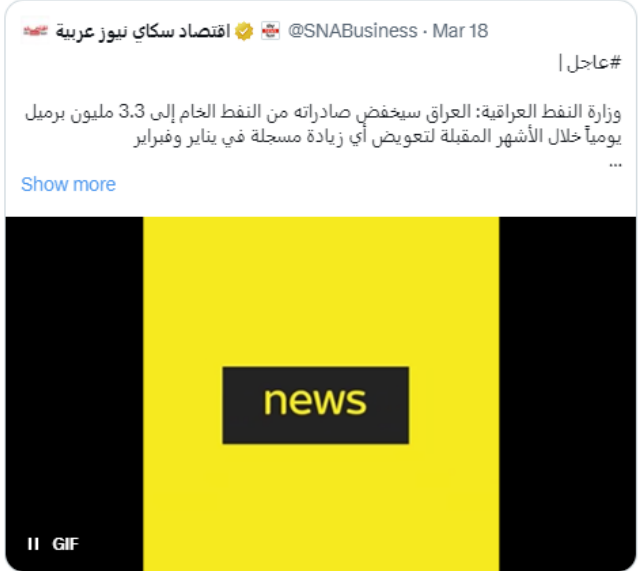 اقتصاد سكاي نيوز عربية @SNABusiness · Mar 18
#عاجل |
وزارة النفط العراقية: العراق سيخفض صادراته من النفط الخام إلى 3.3 مليون برميل
يومياً خلال الأشهر المقبلة لتعويض أي زيادة مسجلة في يناير وفبراير
...
Show more
news
GIF